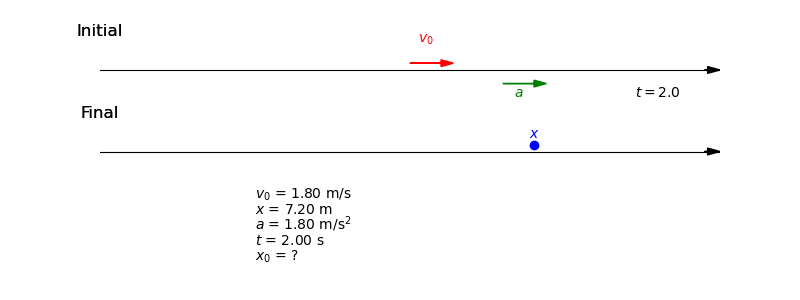 Initial
v₀
a
t = 2.0
Final
x
v₀ = 1.80 m/s
x = 7.20 m
a = 1.80 m/s²
t = 2.00 s
x₀ = ?